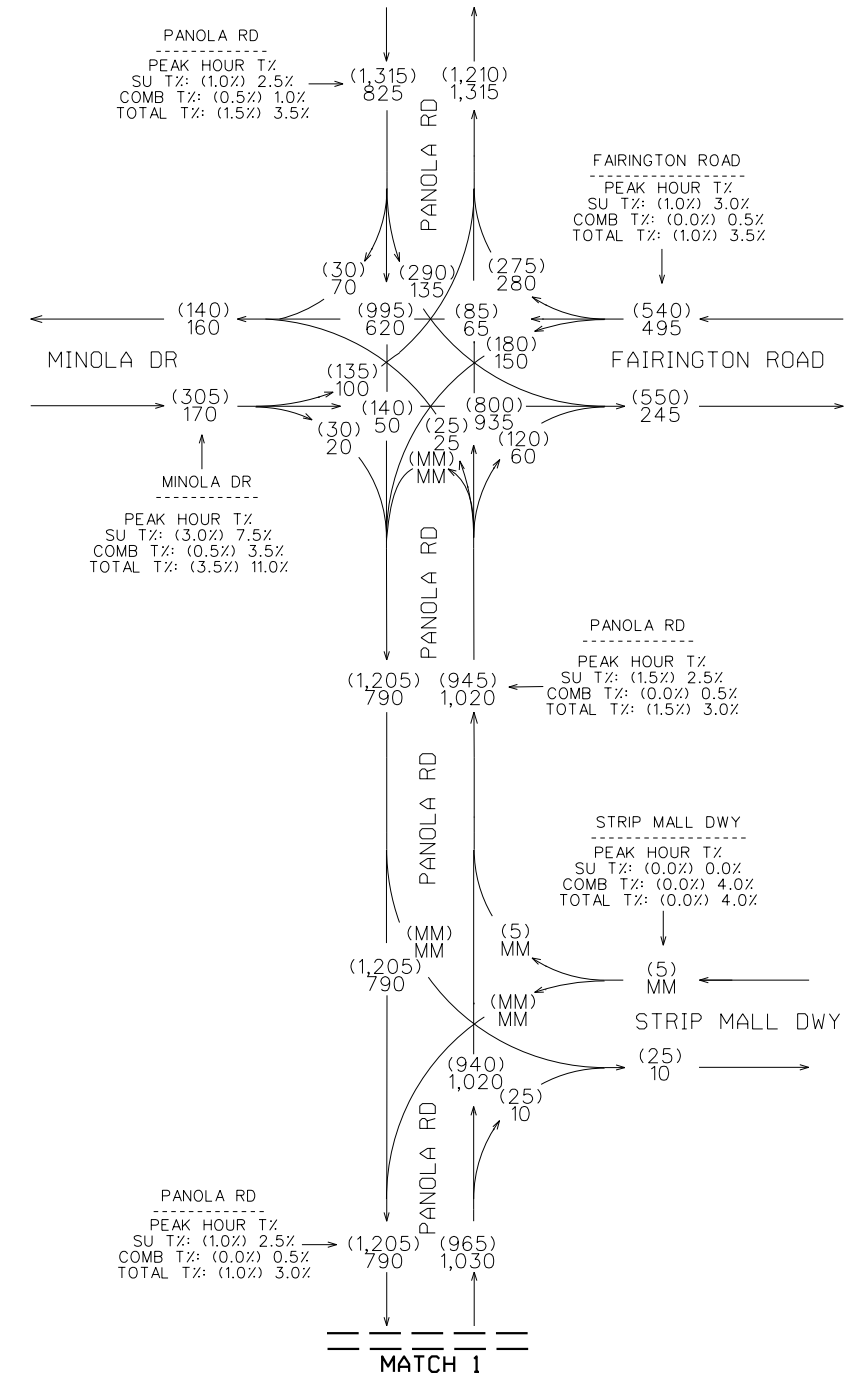 PANOLA RD
PEAK HOUR T%
SU T%: (1.0%) 2.5%
COMB T%: (0.5%) 1.0%
TOTAL T%: (1.5%) 3.5%
(1,315)
825
PANOLA RD
(1,210)
1,315
FAIRINGTON ROAD
PEAK HOUR T%
SU T%: (1.0%) 3.0%
COMB T%: (0.0%) 0.5%
TOTAL T%: (1.0%) 3.5%
(30)
70
(290)
135
(275)
280
(140)
160
(995)
620
(85)
65
(540)
495
(180)
150
MINOLA DR
FAIRINGTON ROAD
(135)
100
(305)
170
(140)
50
(800)
935
(550)
245
(30)
20
(25)
25
(120)
60
(MM)
MM
MINOLA DR
PEAK HOUR T%
SU T%: (3.0%) 7.5%
COMB T%: (0.5%) 3.5%
TOTAL T%: (3.5%) 11.0%
PANOLA RD
PANOLA RD
PEAK HOUR T%
SU T%: (1.5%) 2.5%
COMB T%: (0.0%) 0.5%
TOTAL T%: (1.5%) 3.0%
(1,205)
790
(945)
1,020
PANOLA RD
STRIP MALL DWY
PEAK HOUR T%
SU T%: (0.0%) 0.0%
COMB T%: (0.0%) 4.0%
TOTAL T%: (0.0%) 4.0%
(MM)
MM
(5)
MM
(1,205)
790
(5)
MM
(MM)
MM
STRIP MALL DWY
(940)
1,020
(25)
10
(25)
10
PANOLA RD
PANOLA RD
PEAK HOUR T%
SU T%: (1.0%) 2.5%
COMB T%: (0.0%) 0.5%
TOTAL T%: (1.0%) 3.0%
(1,205)
790
(965)
1,030
MATCH 1